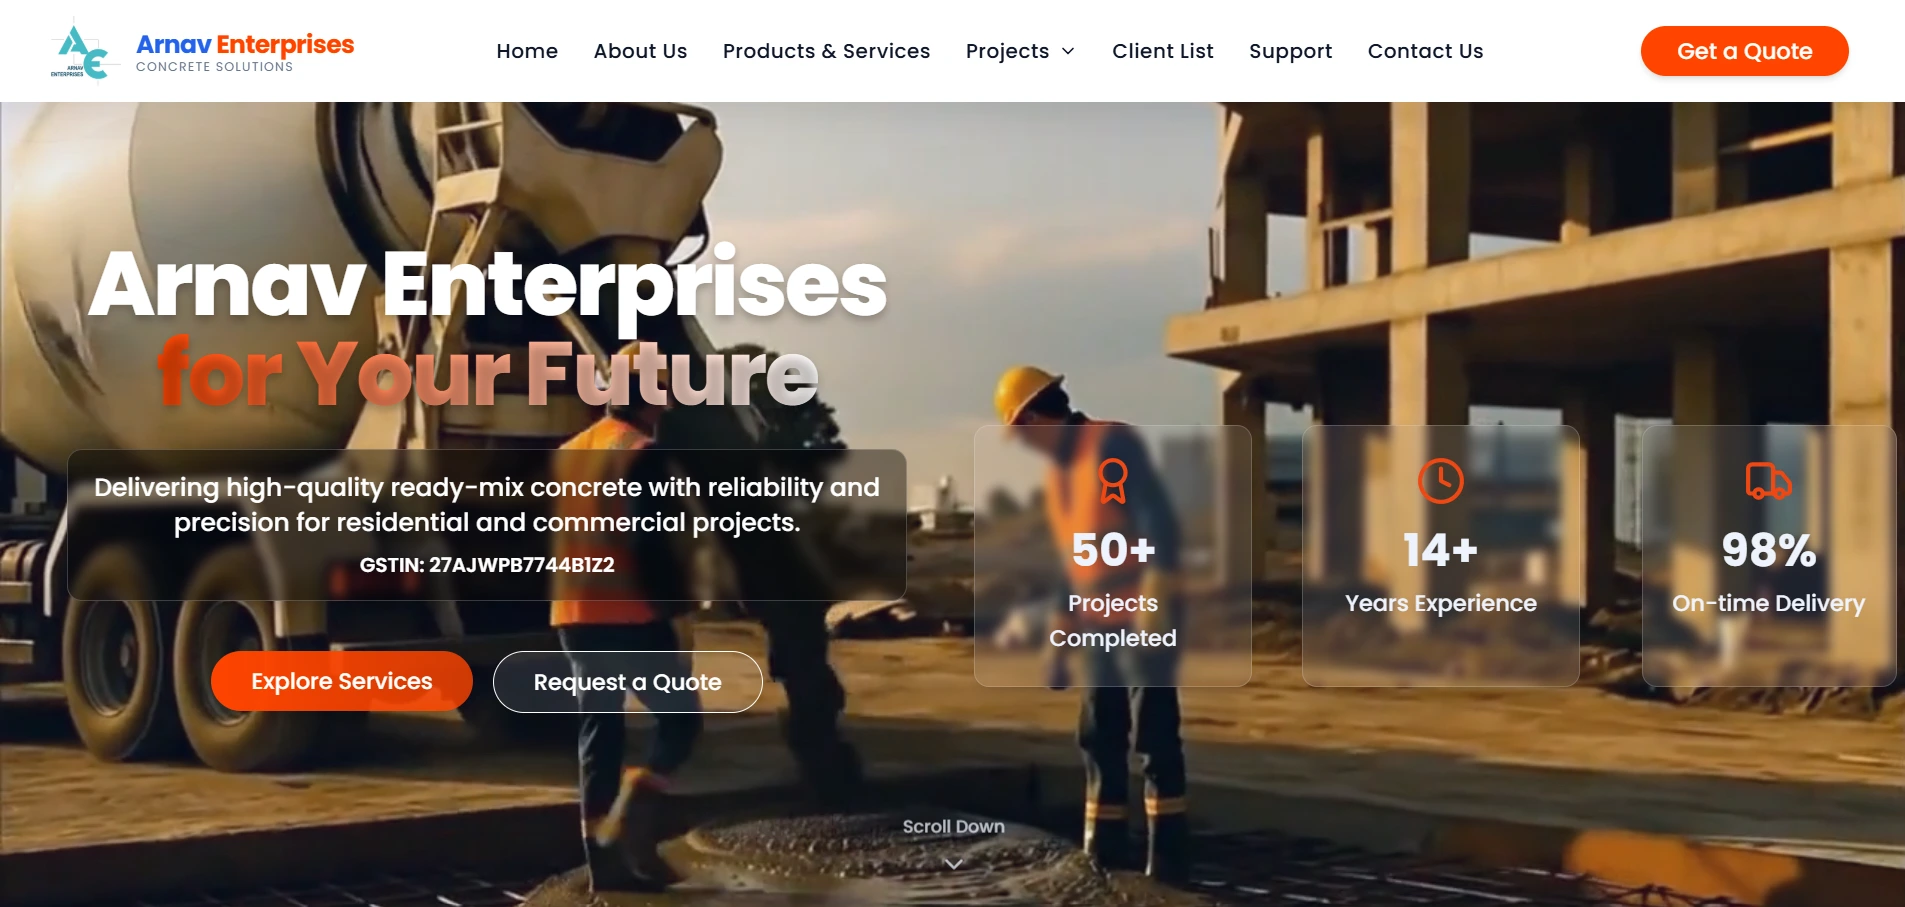 ARNAV
ENTERPRISES
Arnav Enterprises
CONCRETE SOLUTIONS
Home
About Us
Products & Services
Projects
Client List
Support
Contact Us
Get a Quote
Arnav Enterprises
for Your Future
Delivering high-quality ready-mix concrete with reliability and
precision for residential and commercial projects.
GSTIN: 27AJWPB7744B1Z2
Explore Services
Request a Quote
50+
Projects
Completed
14+
Years Experience
98%
On-time Delivery
Scroll Down